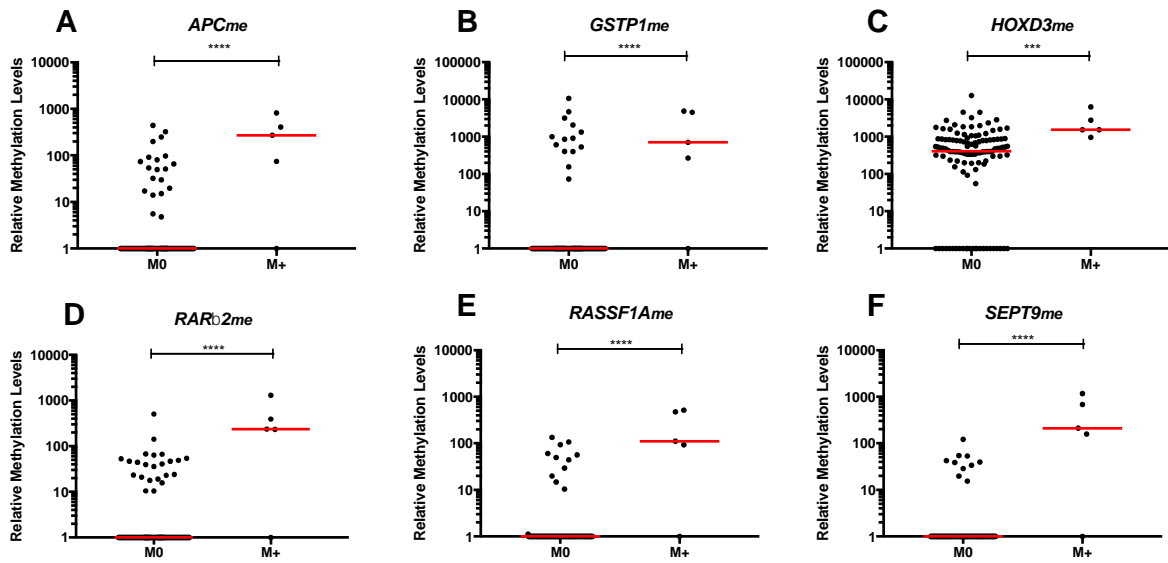 A
APCme
****
Relative Methylation Levels
10000
1000
100
10
1
M0
M+
B
GSTP1me
****
Relative Methylation Levels
100000
10000
1000
100
10
1
M0
M+
C
HOXD3me
***
Relative Methylation Levels
100000
10000
1000
100
10
1
M0
M+
D
RARb2me
****
Relative Methylation Levels
10000
1000
100
10
1
M0
M+
E
RASSF1Ame
****
Relative Methylation Levels
10000
1000
100
10
1
M0
M+
F
SEPT9me
****
Relative Methylation Levels
10000
1000
100
10
1
M0
M+